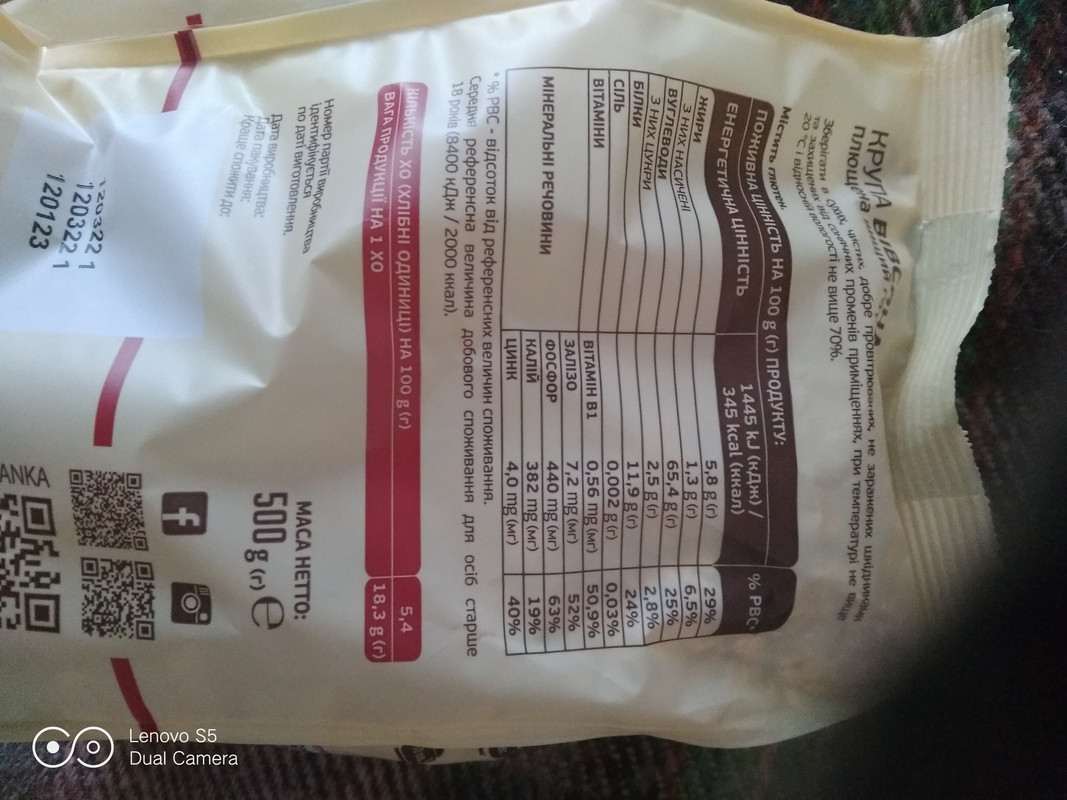 КРУПА
Зберігати в сухих, чистих, добре провітрюваних, не заражених шкідниками
та захищених від сонячних променів приміщеннях, при температурі не вище
20 °С і відносній вологості не вище 70%.
Містить глютен.
ПОЖИВНА ЦІННІСТЬ НА 100 g (г) ПРОДУКТУ: % РВС*
ЕНЕРГЕТИЧНА ЦІННІСТЬ 1445 kJ (кДж) /
345 kcal (ккал)
ЖИРИ 5,8 g (г) 29%
З НИХ НАСИЧЕНІ 1,3 g (г) 6,5%
ВУГЛЕВОДИ 65,4 g (г) 25%
З НИХ ЦУКРИ 2,5 g (г) 2,8%
БІЛКИ 11,9 g (г) 24%
СІЛЬ 0,002 g (г) 0,03%
ВІТАМІНИ ВІТАМІН В1 0,56 mg (мг) 50,9%
МІНЕРАЛЬНІ РЕЧОВИНИ ЗАЛІЗО 7,2 mg (мг) 52%
ФОСФОР 440 mg (мг) 63%
КАЛІЙ 382 mg (мг) 19%
ЦИНК 4,0 mg (мг) 40%
* % РВС - відсоток від референсних величин споживання.
Середня референсна величина добового споживання для осіб старше
18 років (8400 кДж / 2000 ккал).
КІЛЬКІСТЬ ХО (ХЛІБНІ ОДИНИЦІ) НА 100 g (г) 5,4
ВАГА ПРОДУКЦІЇ НА 1 ХО 18,3 g (г)
Номер партії виробництва
ідентифікується
по даті виготовлення.
Дата виробництва:
Дата пакування:
Краще спожити до:
120322 1
120322 1
120123
МАСА НЕТТО:
500 g (г) e
ANKA
Lenovo S5
Dual Camera